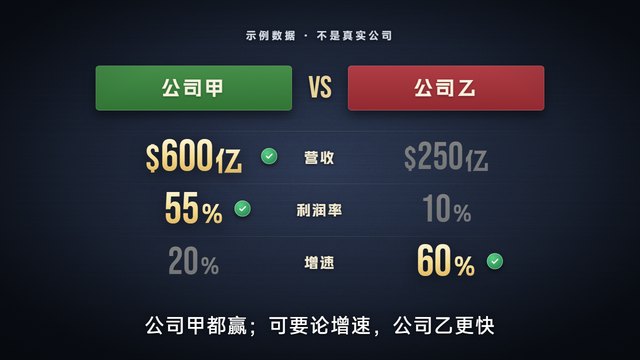 示例数据 · 不是真实公司
公司甲 VS 公司乙
$600亿 营收 $250亿
55% 利润率 10%
20% 增速 60%
公司甲都赢；可要论增速，公司乙更快